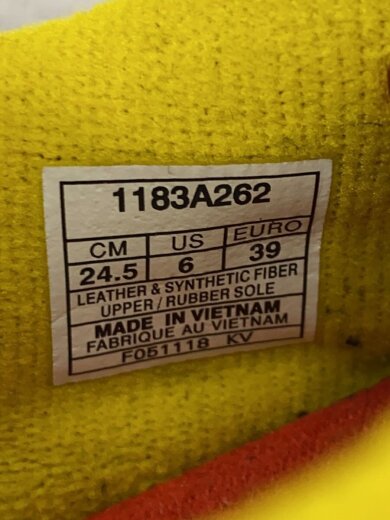 1183A262
CM US EURO
24.5 6 39
LEATHER & SYNTHETIC FIBER
UPPER / RUBBER SOLE
MADE IN VIETNAM
FABRIQUE AU VIETNAM
F051118 KV